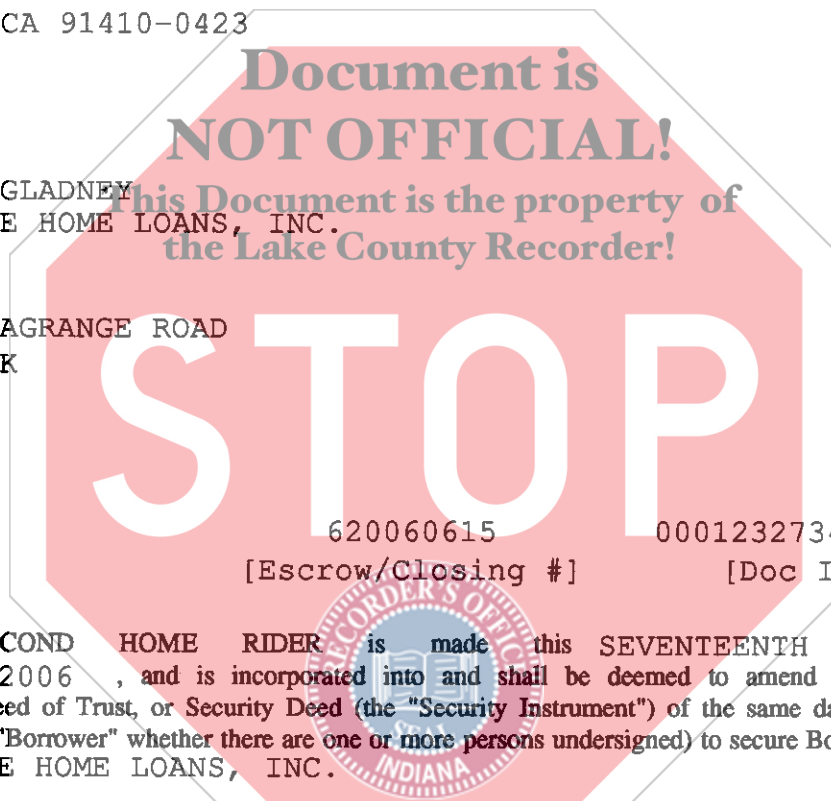 CA 91410-0423
Document is
NOT OFFICIAL!
GLADNEY
This Document is the property of
E HOME LOANS, INC.
the Lake County Recorder!
AGRANGE ROAD
K
STOP
620060615 000123273
[Escrow/Closing #] [Doc I
RECORDER'S OFFICE
COND HOME RIDER is made this SEVENTEENTH
2006 , and is incorporated into and shall be deemed to amend
eed of Trust, or Security Deed (the "Security Instrument") of the same da
"Borrower" whether there are one or more persons undersigned) to secure Bo
SEAL
E HOME LOANS, INC.
INDIANA